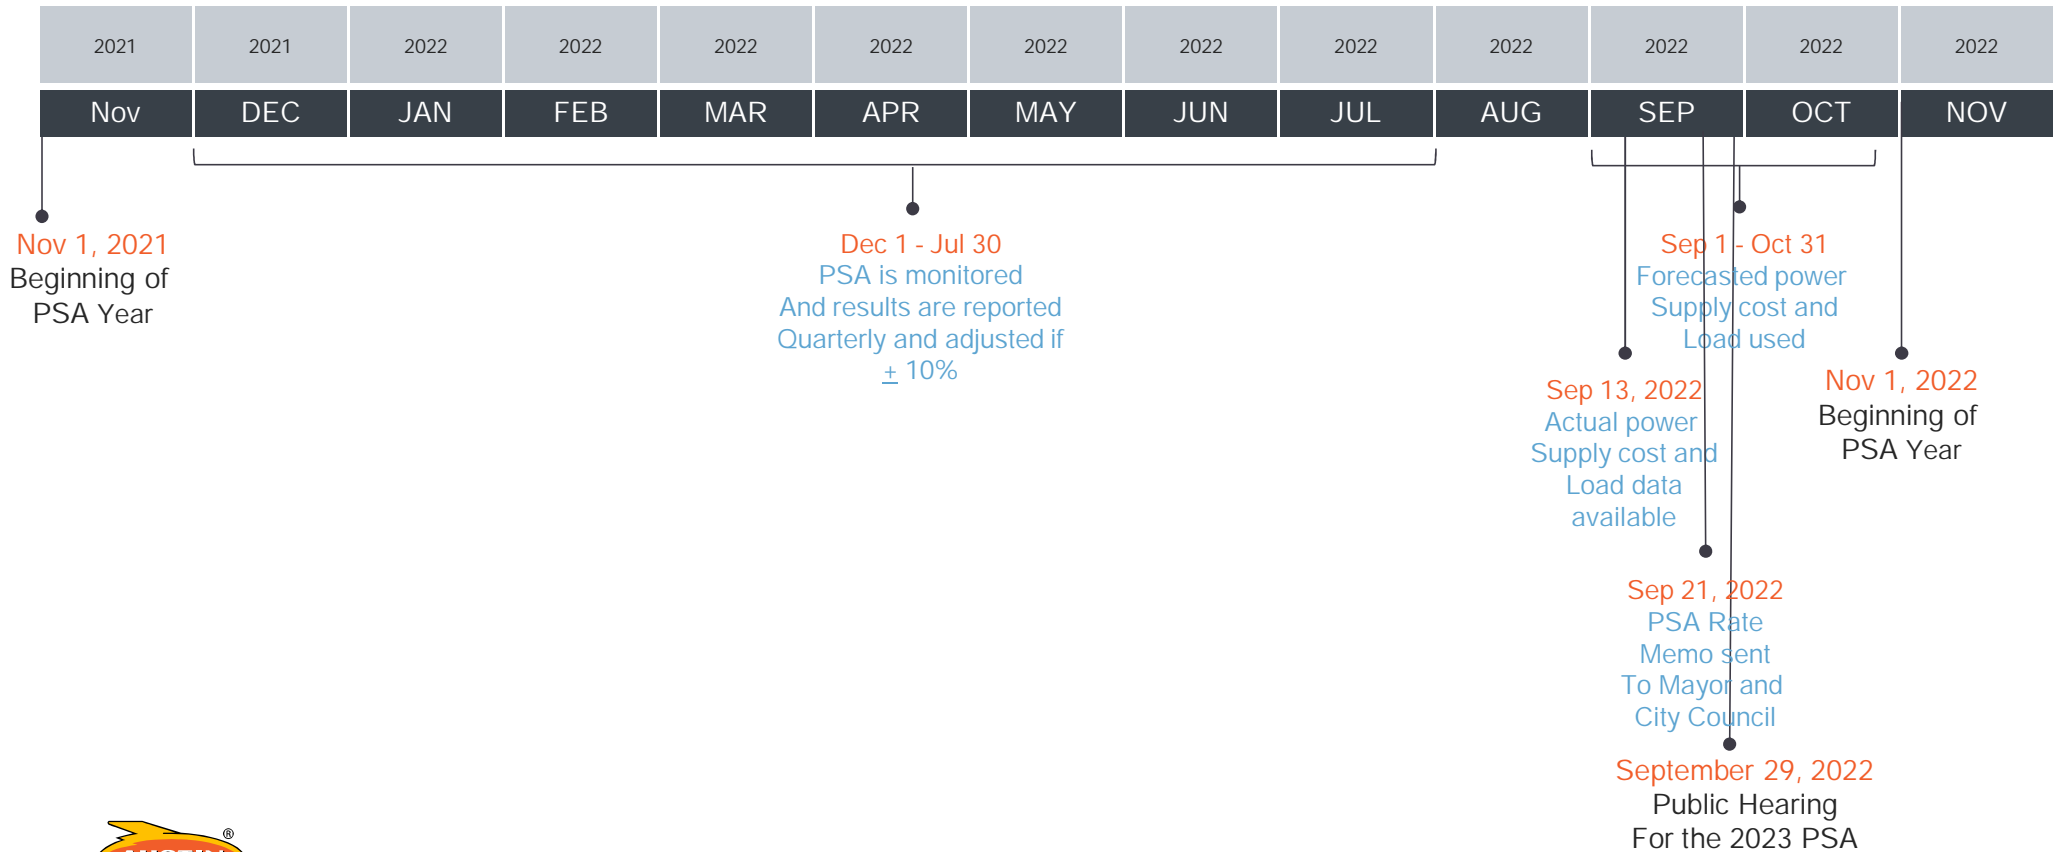 2021 2021 2022 2022 2022 2022 2022 2022 2022 2022 2022 2022 2022
Nov DEC JAN FEB MAR APR MAY JUN JUL AUG SEP OCT NOV
Nov 1, 2021
Beginning of
PSA Year
Dec 1 - Jul 30
PSA is monitored
And results are reported
Quarterly and adjusted if
± 10%
Sep 1 - Oct 31
Forecasted power
Supply cost and
Load used
Sep 13, 2022
Actual power
Supply cost and
Load data
available
Nov 1, 2022
Beginning of
PSA Year
Sep 21, 2022
PSA Rate
Memo sent
To Mayor and
City Council
September 29, 2022
Public Hearing
For the 2023 PSA
®
AUSTIN